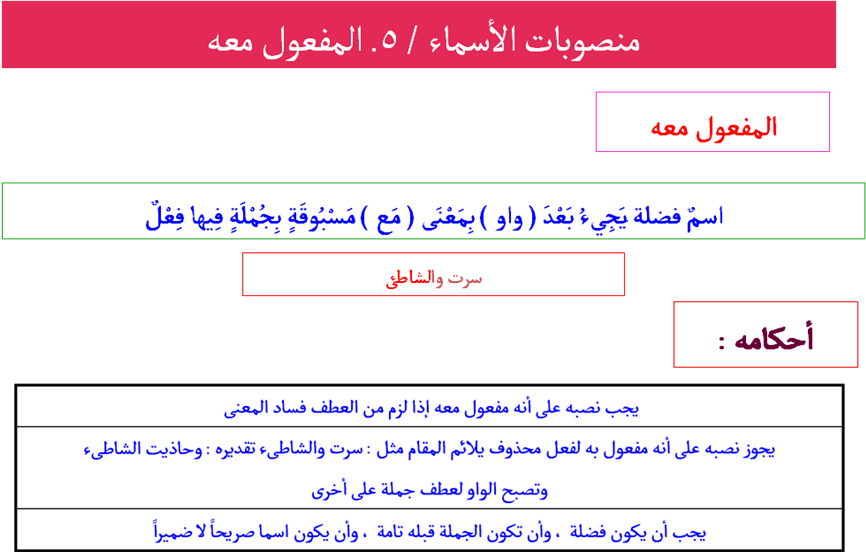 منصوبات الأسماء / ٥. المفعول معه
المفعول معه
اسمٌ فضلة يَجِيءُ بَعْدَ ( واو ) بِمَعْنَى ( مَع ) مَسْبُوقَةٍ بِجُمْلَةٍ فِيها فِعْلٌ
سرت والشاطئ
أحكامه :
يجب نصبه على أنه مفعول معه إذا لزم من العطف فساد المعنى
يجوز نصبه على أنه مفعول به لفعل محذوف يلائم المقام مثل : سرت والشاطىء تقديره : وحاذيت الشاطىء
وتصبح الواو لعطف جملة على أخرى
يجب أن يكون فضلة ، وأن تكون الجملة قبله تامة ، وأن يكون اسما صريحاً لا ضميراً